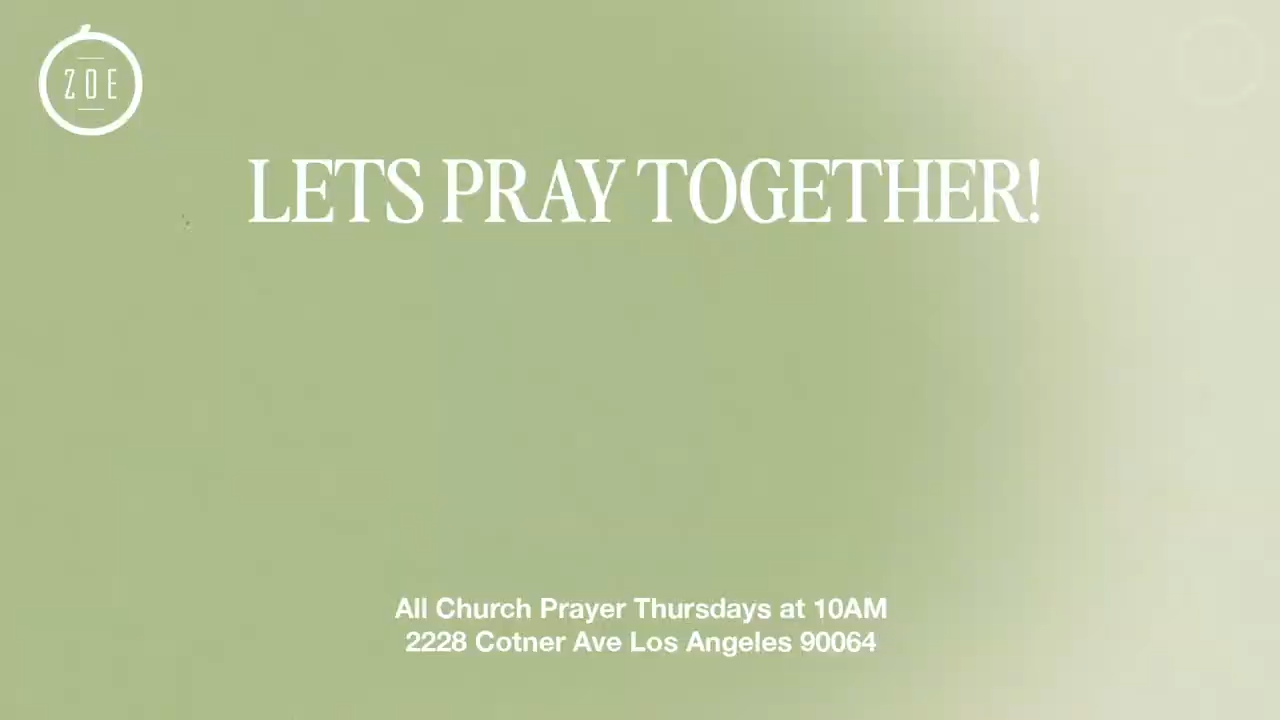 ZOE
LETS PRAY TOGETHER!
All Church Prayer Thursdays at 10AM
2228 Cotner Ave Los Angeles 90064